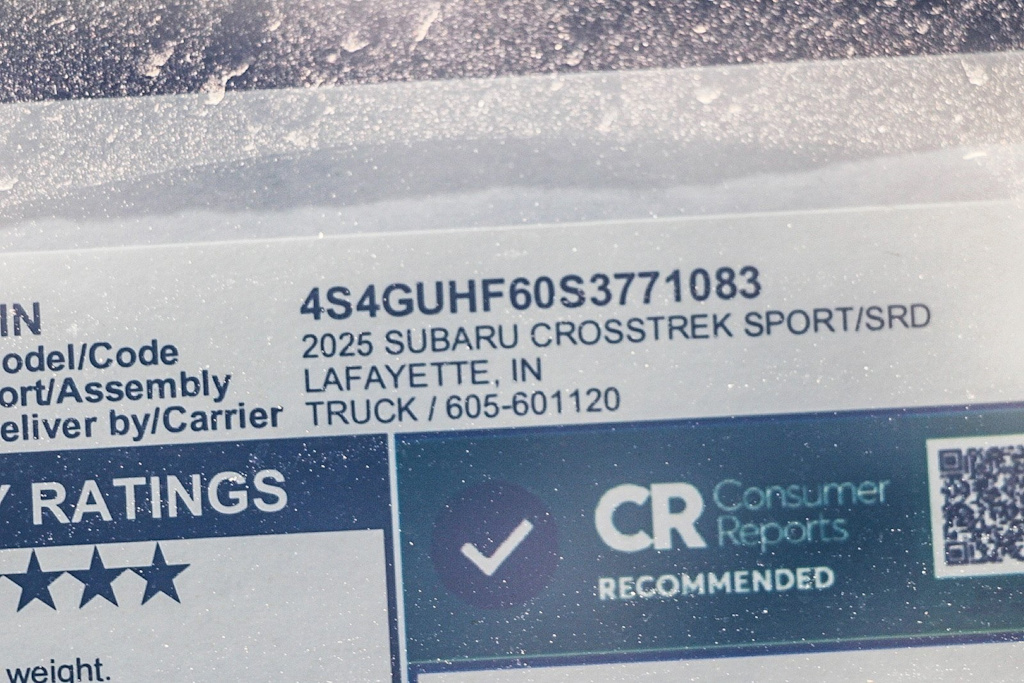 IN 4S4GUHF60S3771083
odel/Code 2025 SUBARU CROSSTREK SPORT/SRD
ort/Assembly LAFAYETTE, IN
eliver by/Carrier TRUCK / 605-601120
Y RATINGS
weight.
CR Consumer Reports
RECOMMENDED